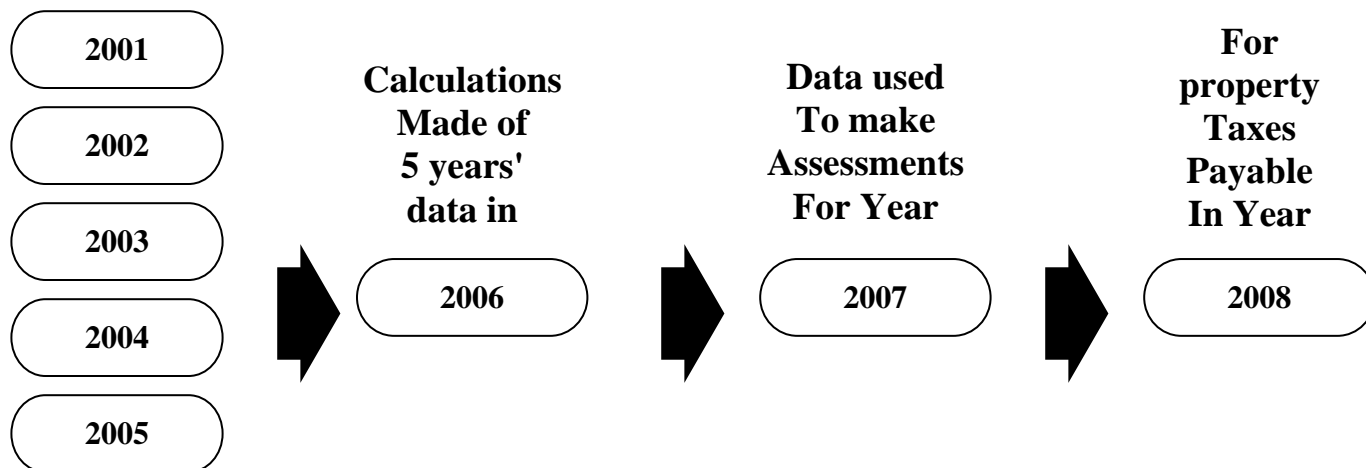 2001
2002
2003
2004
2005
Calculations
Made of
5 years'
data in
2006
Data used
To make
Assessments
For Year
2007
For
property
Taxes
Payable
In Year
2008